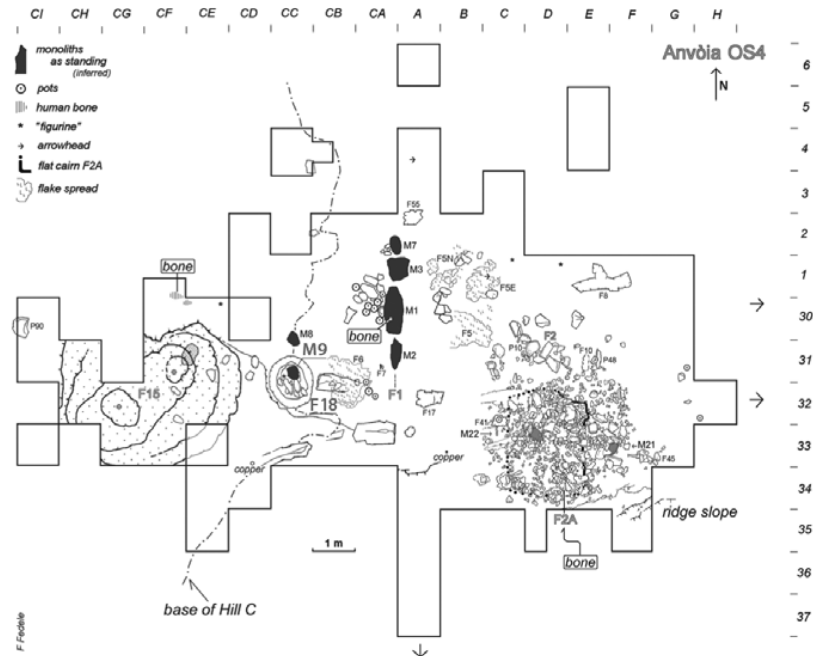 CI CH CG CF CE CD CC CB CA A B C D E F G H
monoliths
as standing
(inferred)
pots
human bone
"figurine"
arrowhead
flat cairn F2A
flake spread
Anvòia OS4
N
6
5
4
3
2
1
30
31
32
33
34
35
36
37
F55
M7
M3
F5N
F5E
F8
bone
P90
M1
bone
F5
M8
M9
M2
F6
F7
P10
F2
F10
P48
F15
F18
F1
F17
F41
M22
M21
F45
copper
copper
F2A
ridge slope
bone
1 m
base of Hill C
F Fedele